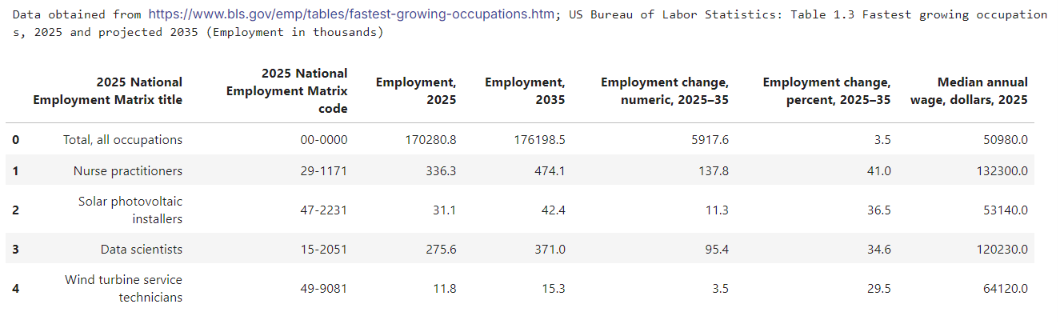 Data obtained from https://www.bls.gov/emp/tables/fastest-growing-occupations.htm; US Bureau of Labor Statistics: Table 1.3 Fastest growing occupation
s, 2025 and projected 2035 (Employment in thousands)
2025 National Employment Matrix title 2025 National Employment Matrix code Employment, 2025 Employment, 2035 Employment change, numeric, 2025–35 Employment change, percent, 2025–35 Median annual wage, dollars, 2025
0 Total, all occupations 00-0000 170280.8 176198.5 5917.6 3.5 50980.0
1 Nurse practitioners 29-1171 336.3 474.1 137.8 41.0 132300.0
2 Solar photovoltaic installers 47-2231 31.1 42.4 11.3 36.5 53140.0
3 Data scientists 15-2051 275.6 371.0 95.4 34.6 120230.0
4 Wind turbine service technicians 49-9081 11.8 15.3 3.5 29.5 64120.0